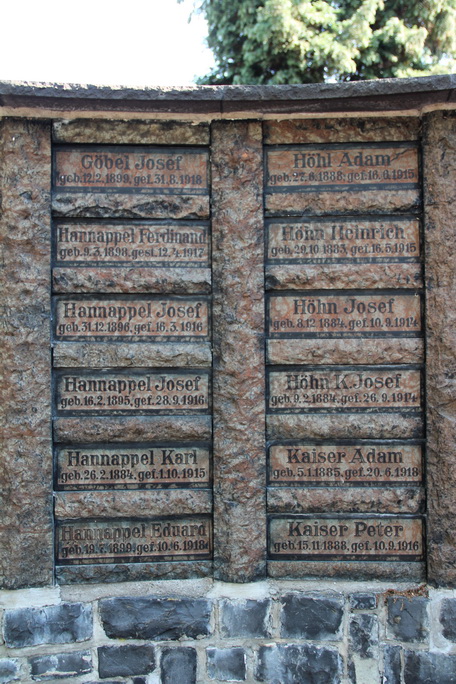 Göbel Josef
geb.12.2.1899, gef.31.8.1918
Hannappel Ferdinand
geb.9.3.1898, gest.12.4.1917
Hannappel Josef
geb.31.12.1896, gef.16.3.1916
Hannappel Josef
geb.16.2.1895, gef.28.9.1916
Hannappel Karl
geb.26.2.1884, gef.1.10.1915
Hannappel Eduard
geb.19.7.1899, gef.10.6.1918
Höhl Adam
geb.27.6.1888, gef.16.6.1915
Höhn Heinrich
geb.29.10.1883, gef.16.5.1915
Höhn Josef
geb.8.12.1884, gef.10.9.1914
Höhn K. Josef
geb.9.2.1884, gef.26.9.1914
Kaiser Adam
geb.5.11.1885, gef.20.6.1918
Kaiser Peter
geb.15.11.1888, gef.10.9.1916